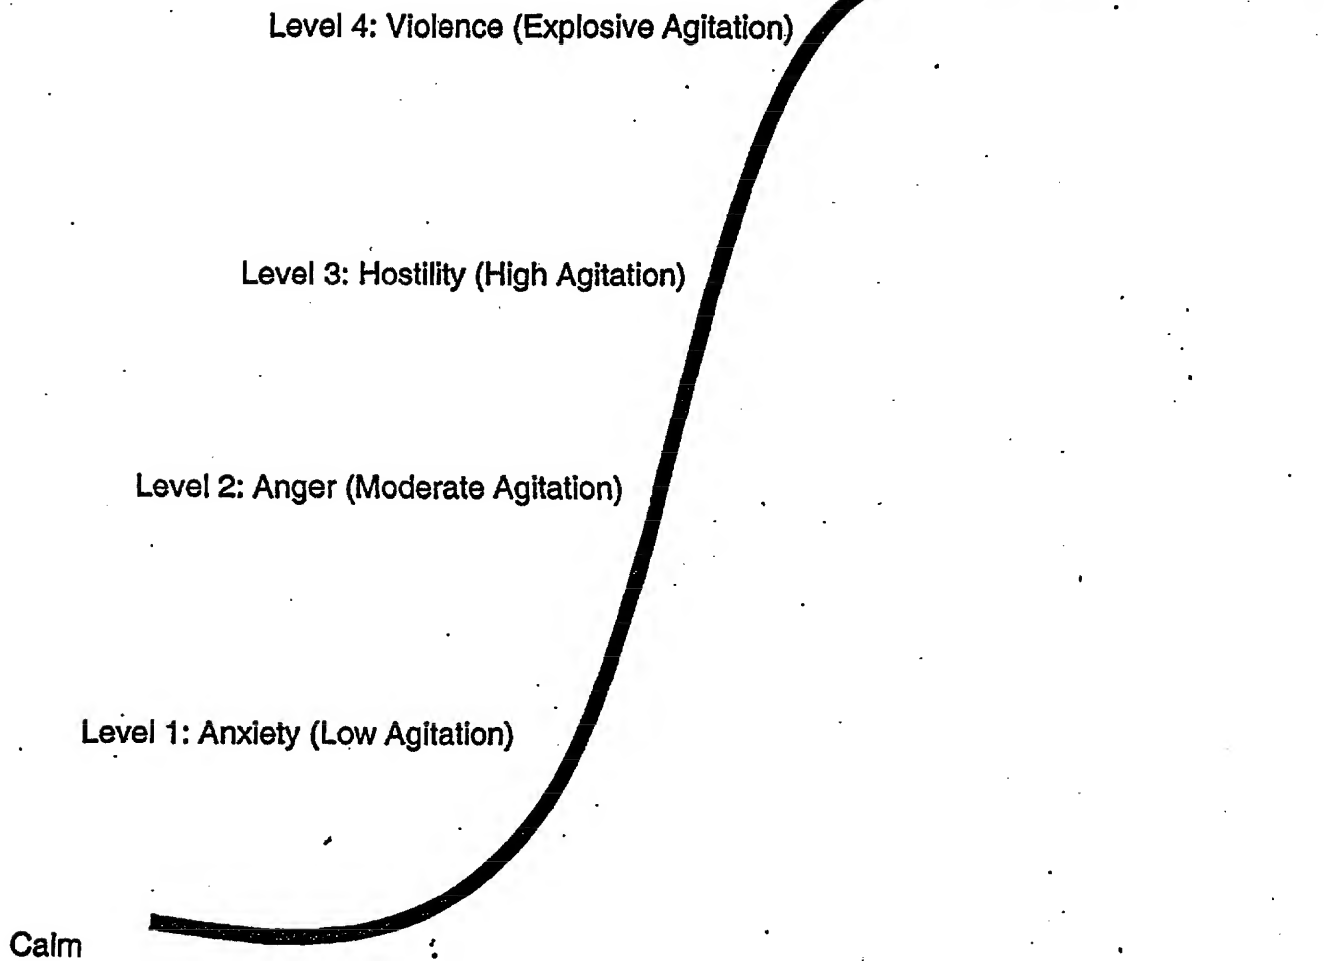 Level 4: Violence (Explosive Agitation)
Level 3: Hostility (High Agitation)
Level 2: Anger (Moderate Agitation)
Level 1: Anxiety (Low Agitation)
Calm